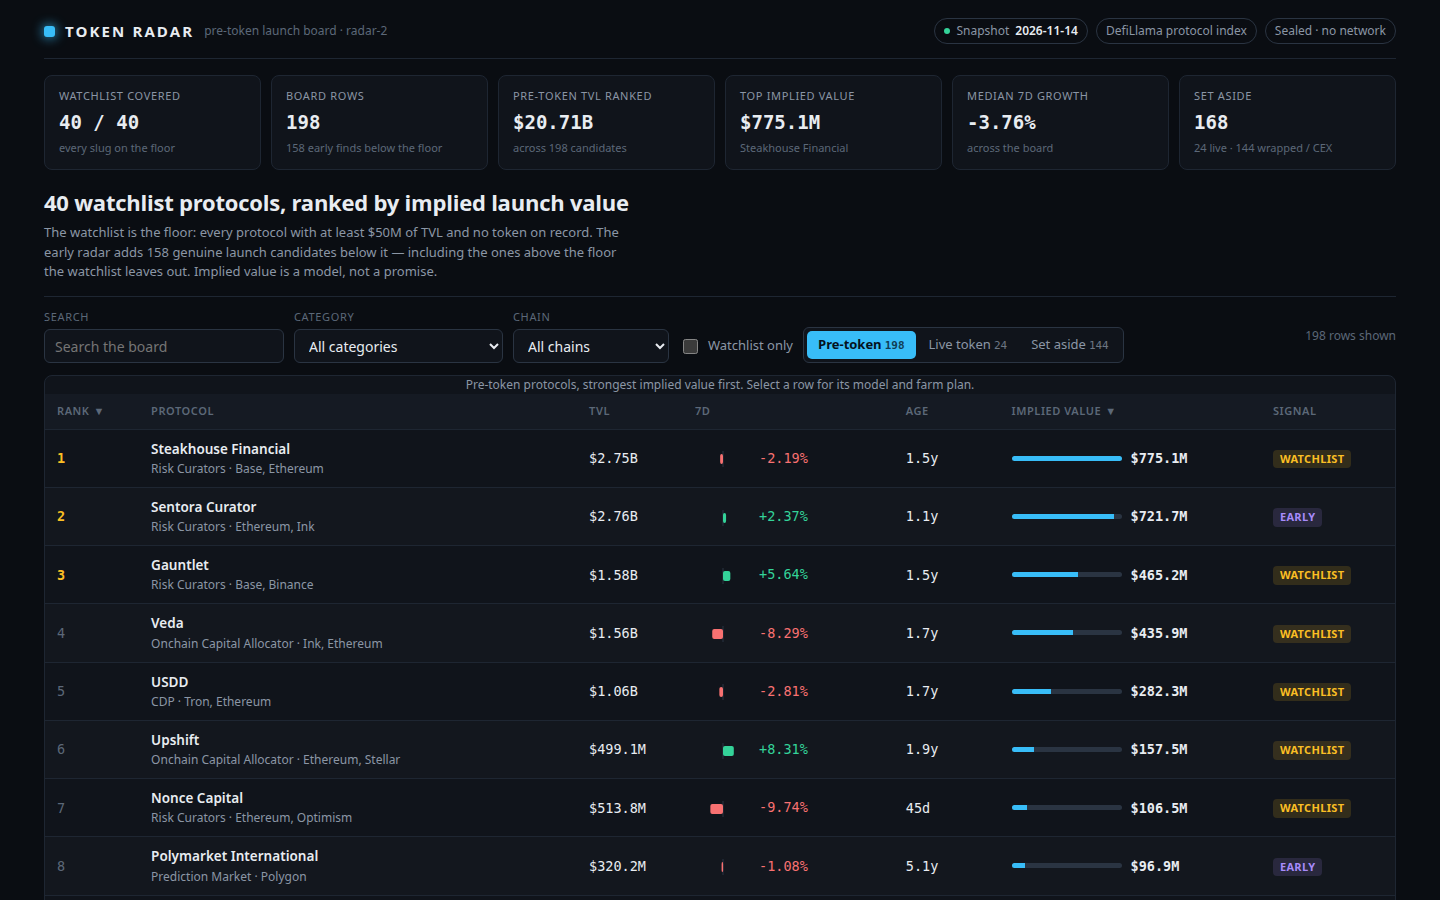 TOKEN RADAR pre-token launch board · radar-2
Snapshot 2026-11-14
DefiLlama protocol index
Sealed · no network
WATCHLIST COVERED
40 / 40
every slug on the floor
BOARD ROWS
198
158 early finds below the floor
PRE-TOKEN TVL RANKED
$20.71B
across 198 candidates
TOP IMPLIED VALUE
$775.1M
Steakhouse Financial
MEDIAN 7D GROWTH
-3.76%
across the board
SET ASIDE
168
24 live · 144 wrapped / CEX
40 watchlist protocols, ranked by implied launch value
The watchlist is the floor: every protocol with at least $50M of TVL and no token on record. The
early radar adds 158 genuine launch candidates below it — including the ones above the floor
the watchlist leaves out. Implied value is a model, not a promise.
SEARCH
Search the board
CATEGORY
All categories
CHAIN
All chains
Watchlist only
Pre-token 198
Live token 24
Set aside 144
198 rows shown
Pre-token protocols, strongest implied value first. Select a row for its model and farm plan.
RANK ▼ PROTOCOL TVL 7D AGE IMPLIED VALUE ▼ SIGNAL
1 Steakhouse Financial $2.75B -2.19% 1.5y $775.1M WATCHLIST
Risk Curators · Base, Ethereum
2 Sentora Curator $2.76B +2.37% 1.1y $721.7M EARLY
Risk Curators · Ethereum, Ink
3 Gauntlet $1.58B +5.64% 1.5y $465.2M WATCHLIST
Risk Curators · Base, Binance
4 Veda $1.56B -8.29% 1.7y $435.9M WATCHLIST
Onchain Capital Allocator · Ink, Ethereum
5 USDD $1.06B -2.81% 1.7y $282.3M WATCHLIST
CDP · Tron, Ethereum
6 Upshift $499.1M +8.31% 1.9y $157.5M WATCHLIST
Onchain Capital Allocator · Ethereum, Stellar
7 Nonce Capital $513.8M -9.74% 45d $106.5M WATCHLIST
Risk Curators · Ethereum, Optimism
8 Polymarket International $320.2M -1.08% 5.1y $96.9M EARLY
Prediction Market · Polygon